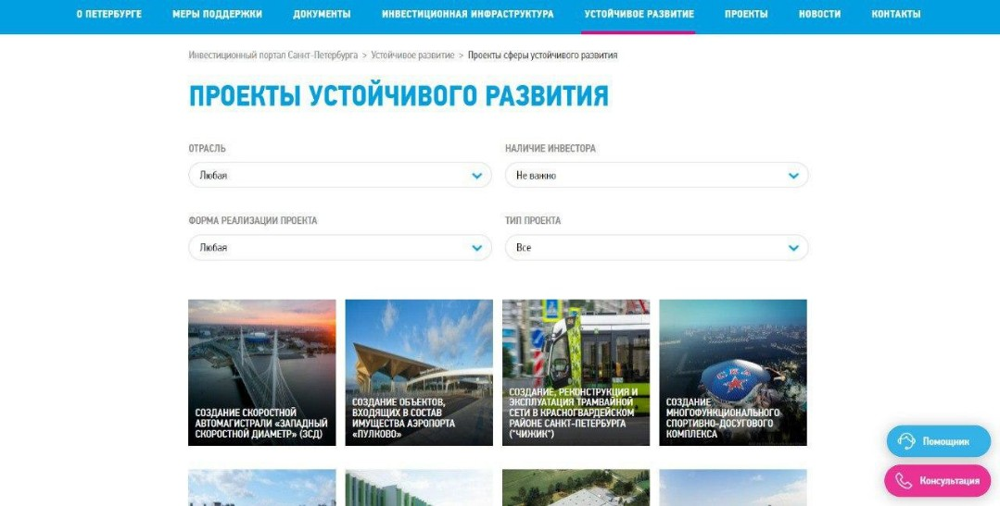 О ПЕТЕРБУРГЕ МЕРЫ ПОДДЕРЖКИ ДОКУМЕНТЫ ИНВЕСТИЦИОННАЯ ИНФРАСТРУКТУРА УСТОЙЧИВОЕ РАЗВИТИЕ ПРОЕКТЫ НОВОСТИ КОНТАКТЫ
Инвестиционный портал Санкт-Петербурга > Устойчивое развитие > Проекты сферы устойчивого развития
ПРОЕКТЫ УСТОЙЧИВОГО РАЗВИТИЯ
ОТРАСЛЬ
Любая
НАЛИЧИЕ ИНВЕСТОРА
Не важно
ФОРМА РЕАЛИЗАЦИИ ПРОЕКТА
Любая
ТИП ПРОЕКТА
Все
СОЗДАНИЕ СКОРОСТНОЙ
АВТОМАГИСТРАЛИ «ЗАПАДНЫЙ
СКОРОСТНОЙ ДИАМЕТР» (ЗСД)
СОЗДАНИЕ ОБЪЕКТОВ,
ВХОДЯЩИХ В СОСТАВ
ИМУЩЕСТВА АЭРОПОРТА
«ПУЛКОВО»
СОЗДАНИЕ, РЕКОНСТРУКЦИЯ И
ЭКСПЛУАТАЦИЯ ТРАМВАЙНОЙ
СЕТИ В КРАСНОГВАРДЕЙСКОМ
РАЙОНЕ САНКТ-ПЕТЕРБУРГА
("ЧИЖИК")
СКА
СОЗДАНИЕ
МНОГОФУНКЦИОНАЛЬНОГО
СПОРТИВНО-ДОСУГОВОГО
КОМПЛЕКСА
Помощник
Консультация